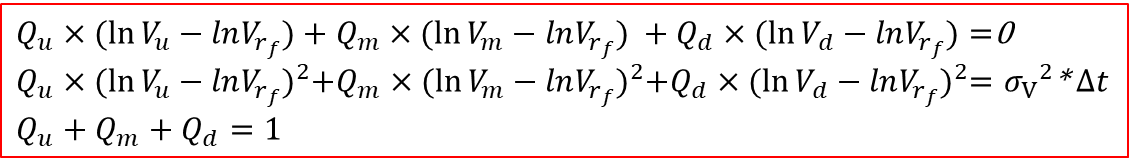 Q_u × (ln V_u − lnV_{r_f}) + Q_m × (ln V_m − lnV_{r_f}) + Q_d × (ln V_d − lnV_{r_f}) =0
Q_u × (ln V_u − lnV_{r_f})²+Q_m × (ln V_m − lnV_{r_f})²+Q_d × (ln V_d − lnV_{r_f})²= σ_V² * Δt
Q_u + Q_m + Q_d = 1